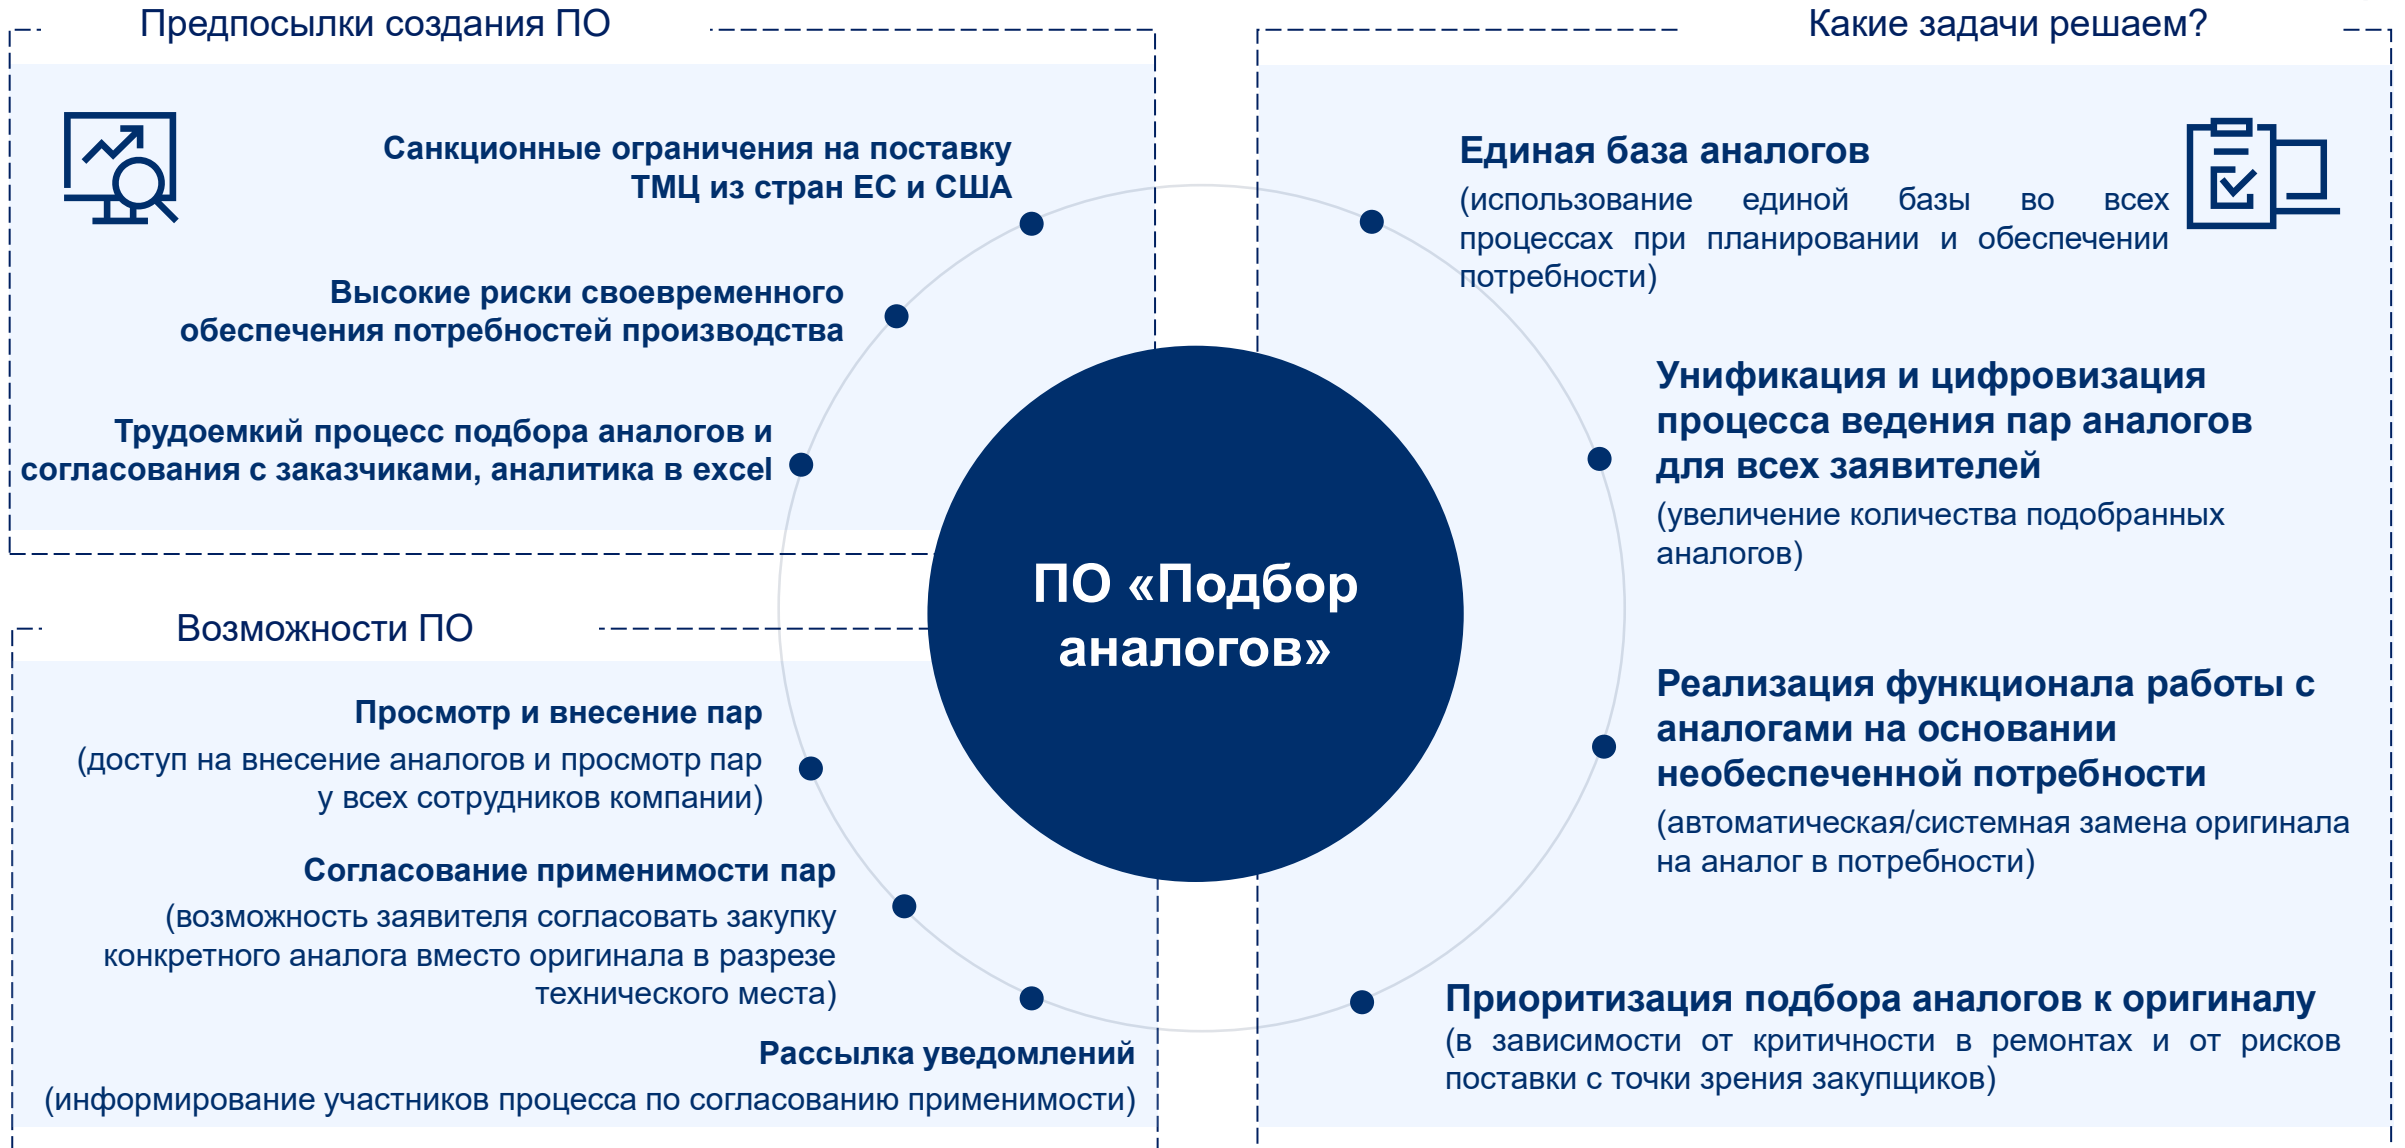 Предпосылки создания ПО
Санкционные ограничения на поставку
ТМЦ из стран ЕС и США
Высокие риски своевременного
обеспечения потребностей производства
Трудоемкий процесс подбора аналогов и
согласования с заказчиками, аналитика в excel
Возможности ПО
Просмотр и внесение пар
(доступ на внесение аналогов и просмотр пар
у всех сотрудников компании)
Согласование применимости пар
(возможность заявителя согласовать закупку
конкретного аналога вместо оригинала в разрезе
технического места)
Рассылка уведомлений
(информирование участников процесса по согласованию применимости)
ПО «Подбор
аналогов»
Какие задачи решаем?
Единая база аналогов
(использование единой базы во всех
процессах при планировании и обеспечении
потребности)
Унификация и цифровизация
процесса ведения пар аналогов
для всех заявителей
(увеличение количества подобранных
аналогов)
Реализация функционала работы с
аналогами на основании
необеспеченной потребности
(автоматическая/системная замена оригинала
на аналог в потребности)
Приоритизация подбора аналогов к оригиналу
(в зависимости от критичности в ремонтах и от рисков
поставки с точки зрения закупщиков)